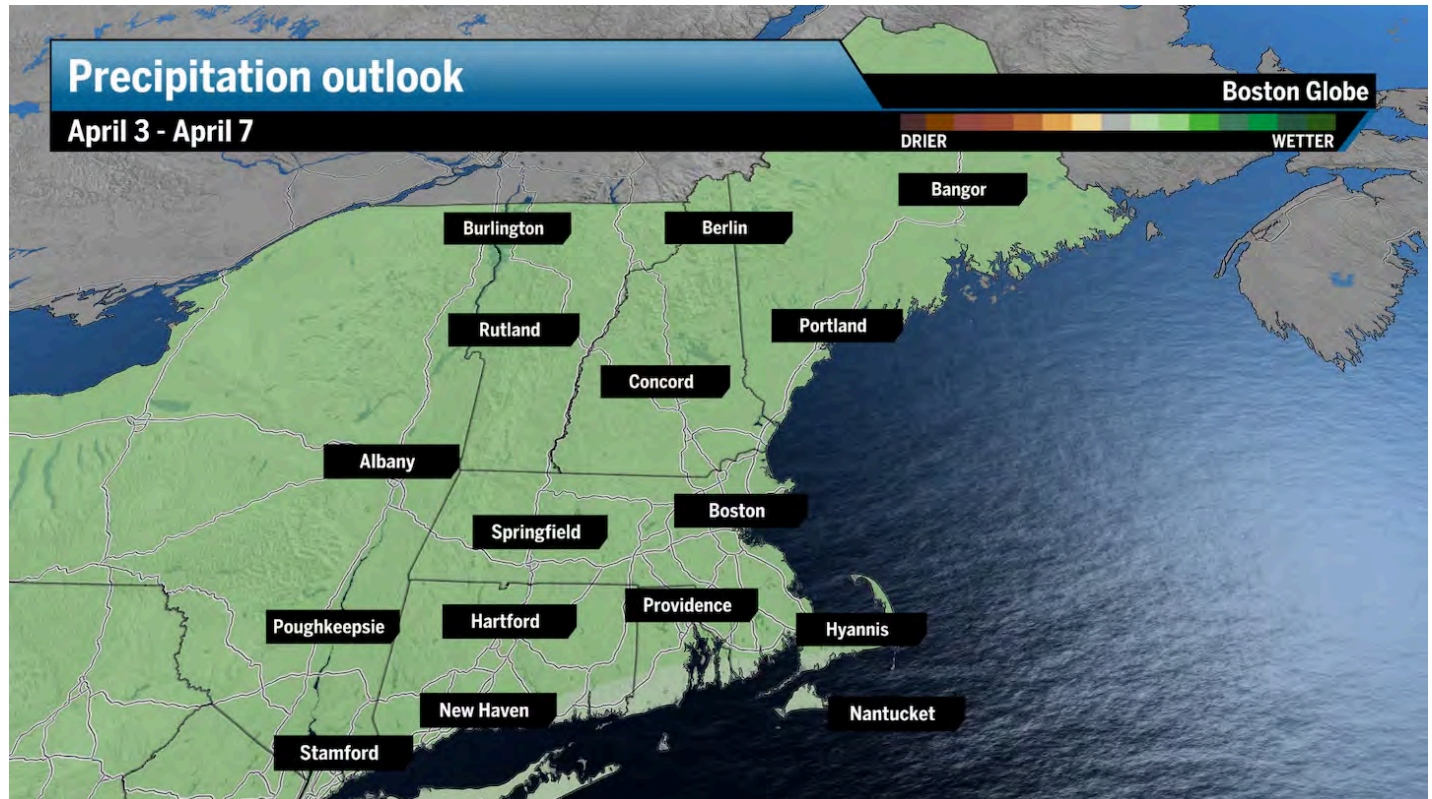 Precipitation outlook
Boston Globe
April 3 - April 7
DRIER
WETTER
Bangor
Burlington
Berlin
Portland
Rutland
Concord
Albany
Boston
Springfield
Providence
Hartford
Poughkeepsie
Hyannis
New Haven
Nantucket
Stamford